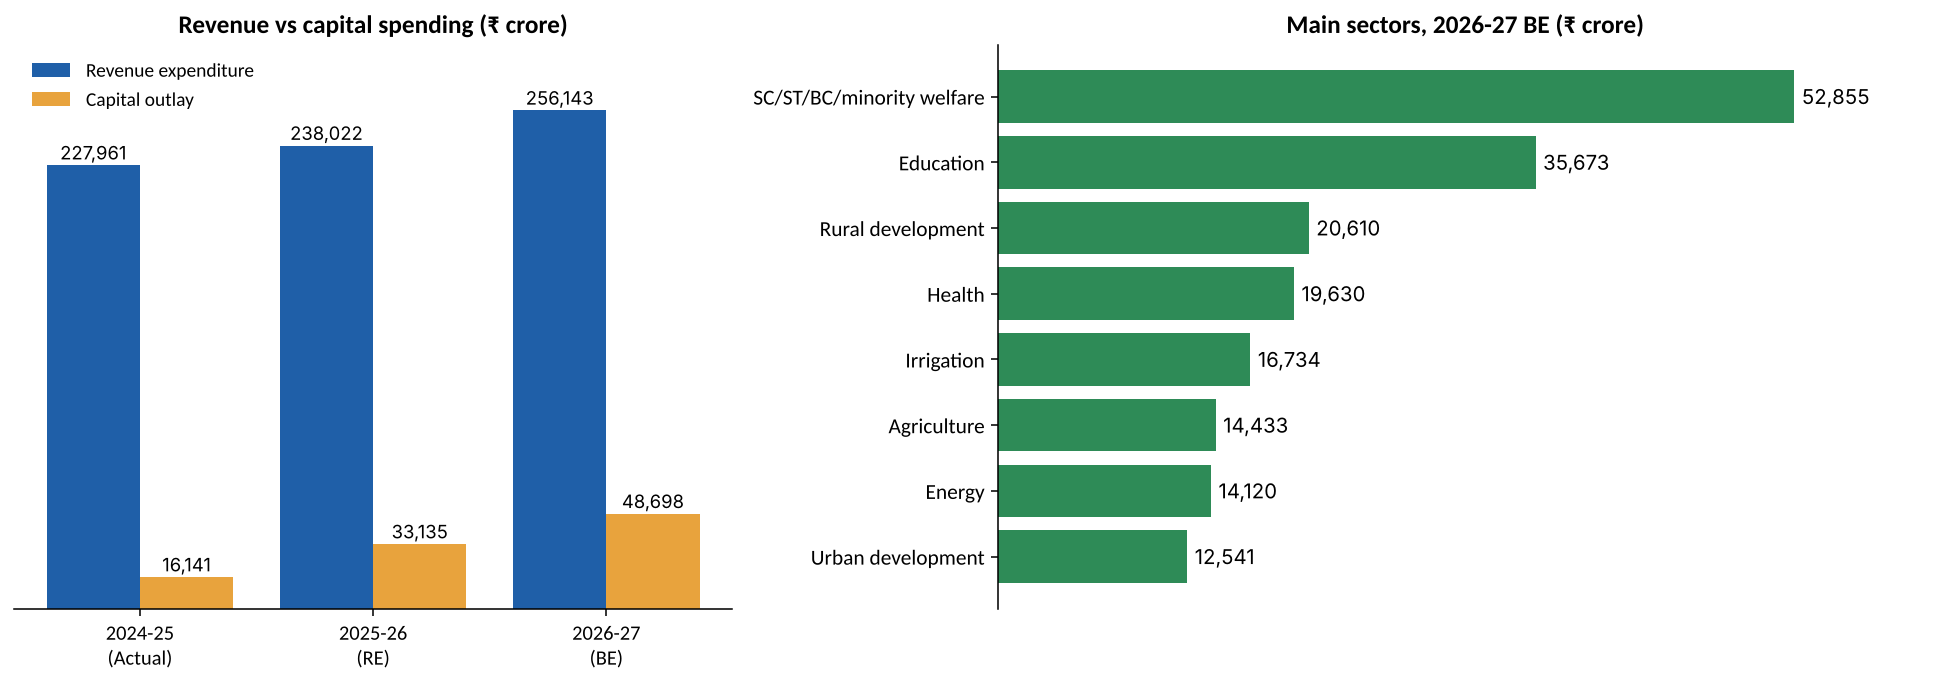 Revenue vs capital spending (₹ crore)
Revenue expenditure
Capital outlay
227,961
16,141
238,022
33,135
256,143
48,698
2024-25
(Actual)
2025-26
(RE)
2026-27
(BE)
Main sectors, 2026-27 BE (₹ crore)
SC/ST/BC/minority welfare 52,855
Education 35,673
Rural development 20,610
Health 19,630
Irrigation 16,734
Agriculture 14,433
Energy 14,120
Urban development 12,541